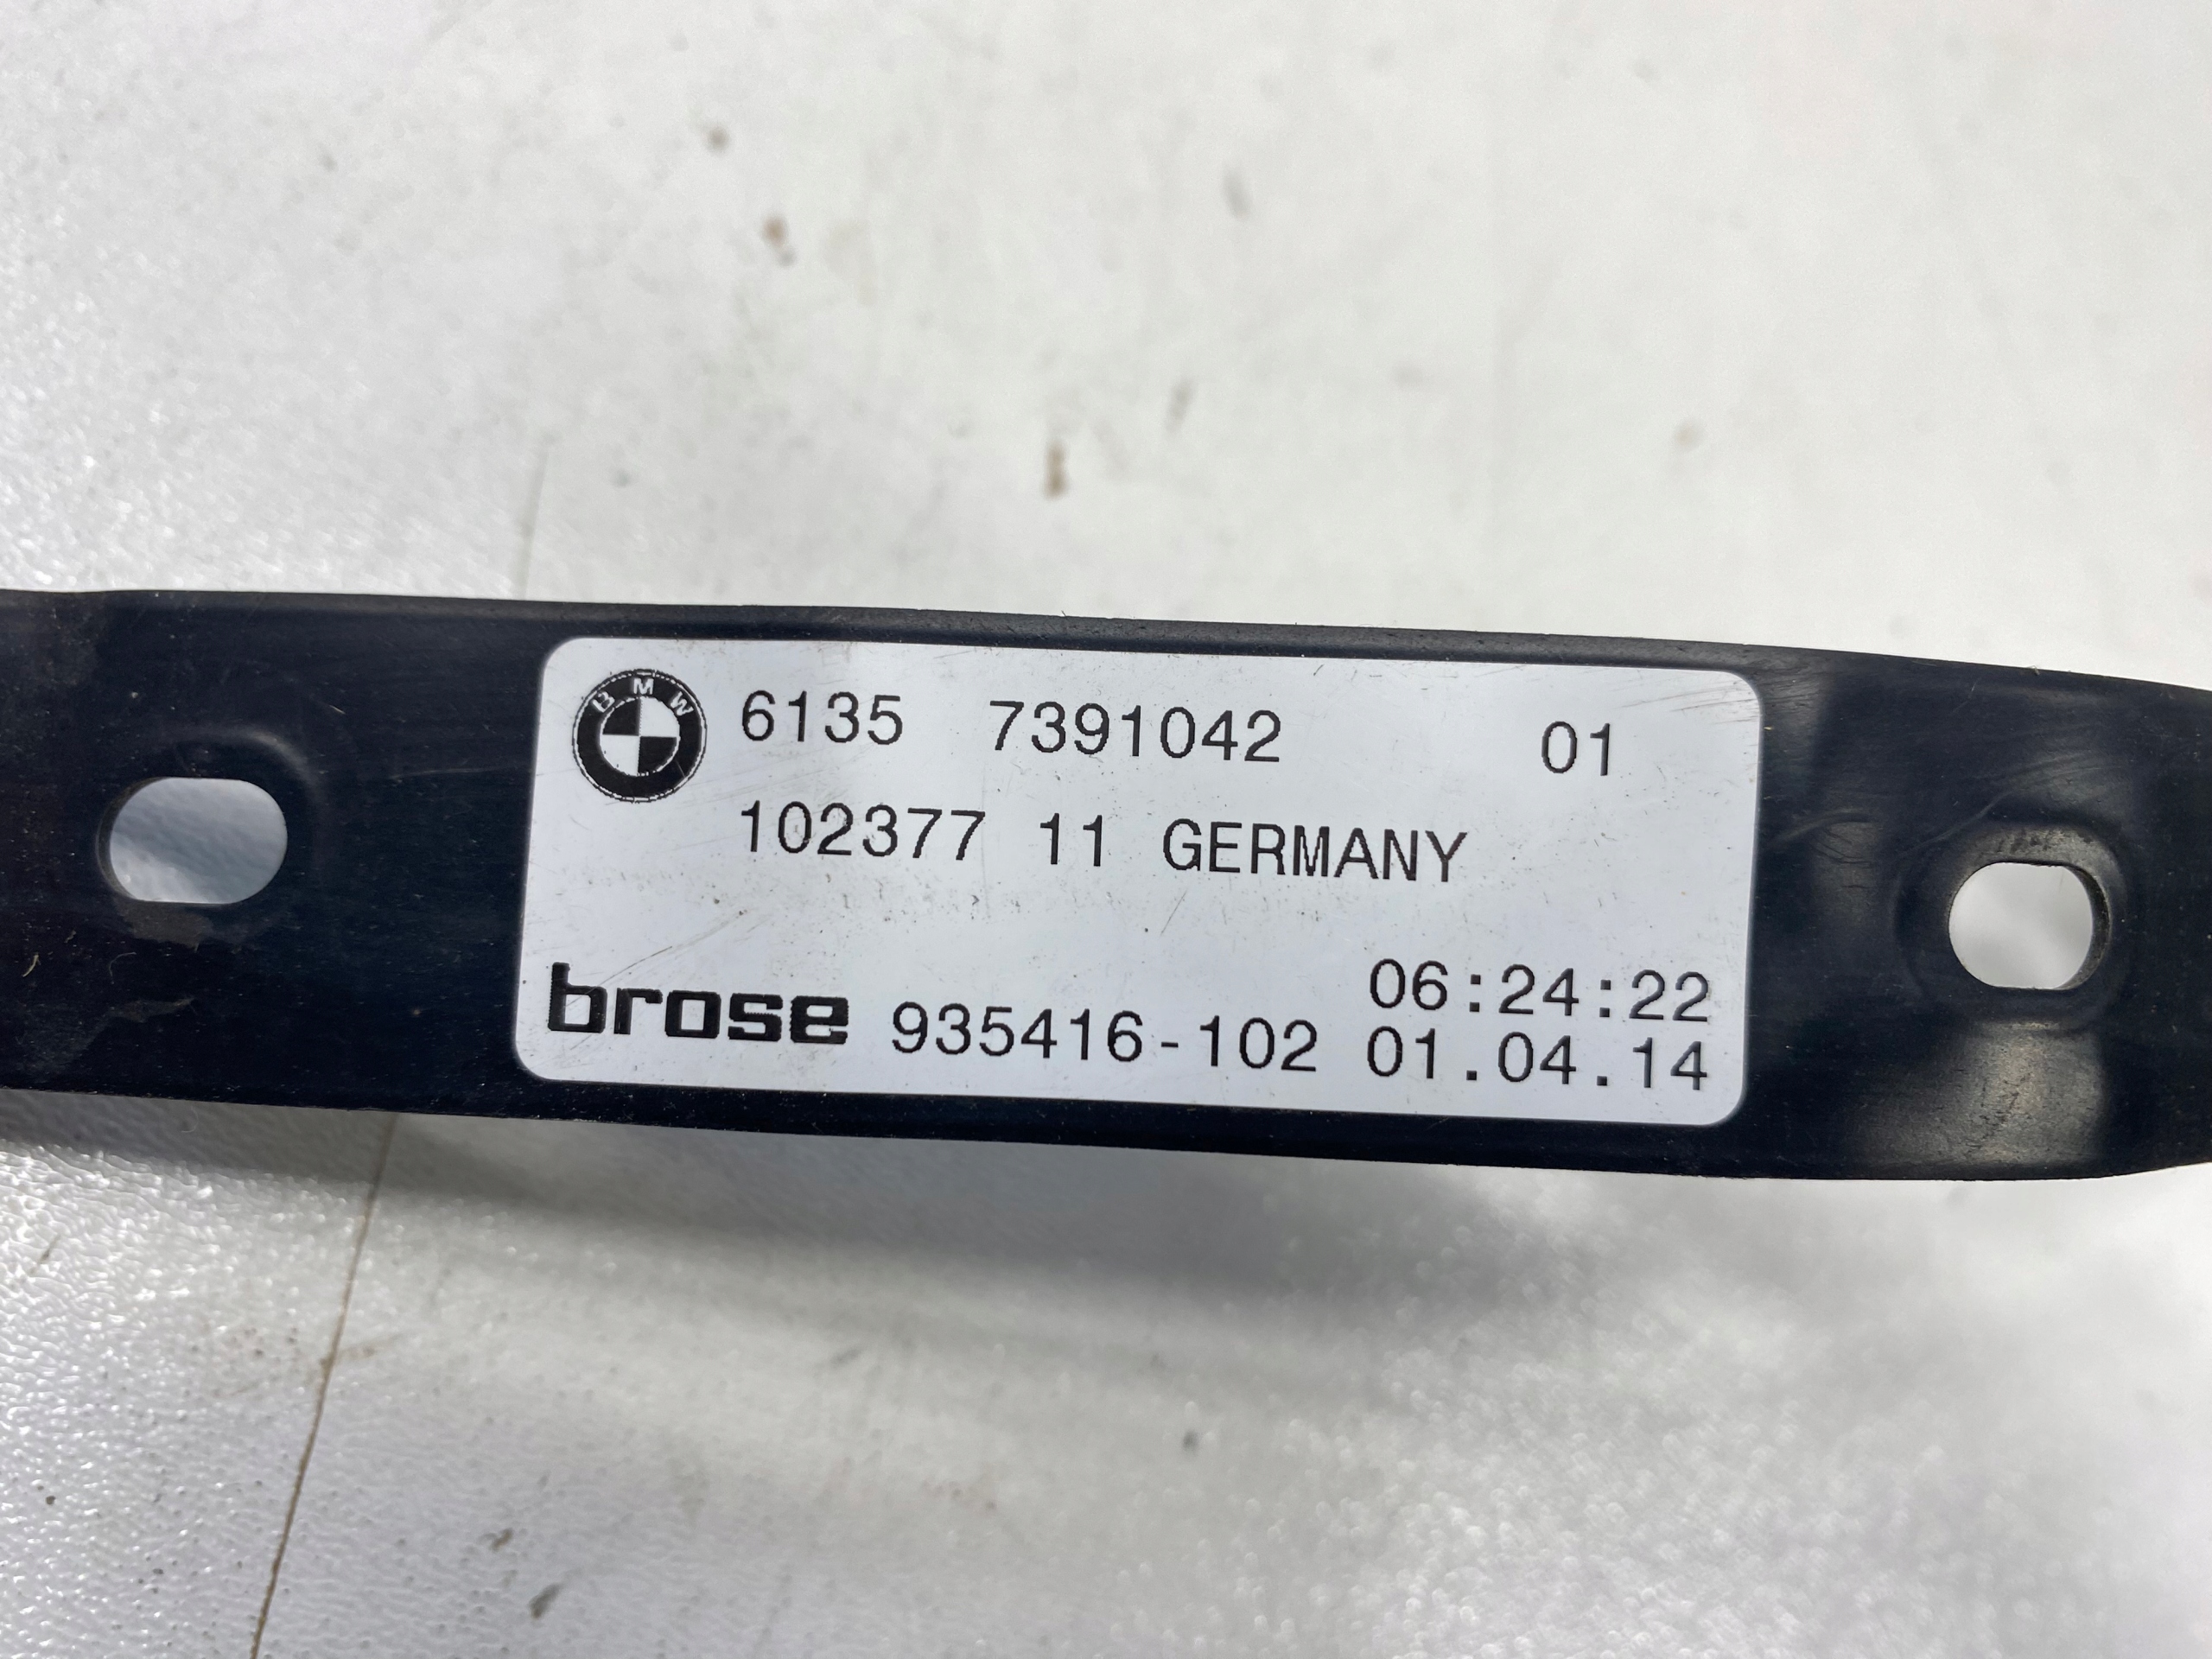 BMW 6135 7391042 01
102377 11 GERMANY
06:24:22
brose 935416-102 01.04.14